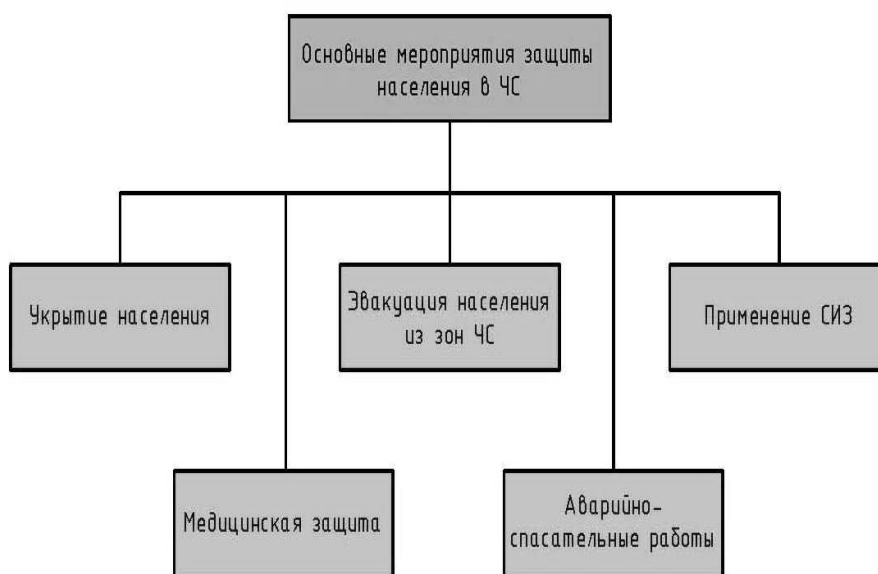 Основные мероприятия защиты
населения в ЧС
Укрытие населения
Эвакуация населения
из зон ЧС
Применение СИЗ
Медицинская защита
Аварийно-
спасательные работы